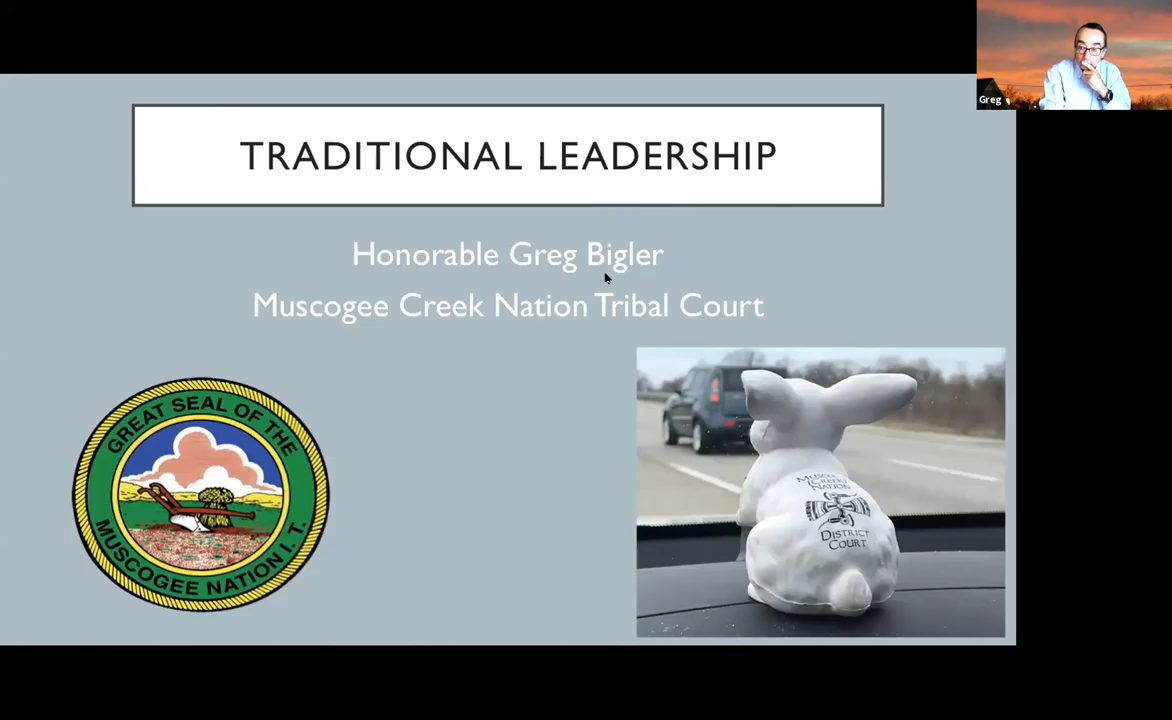 Greg
TRADITIONAL LEADERSHIP
Honorable Greg Bigler
Muscogee Creek Nation Tribal Court
GREAT SEAL OF THE
MUSCOGEE NATION I. T.
MUSCOGEE
CREEK
NATION
DISTRICT
COURT